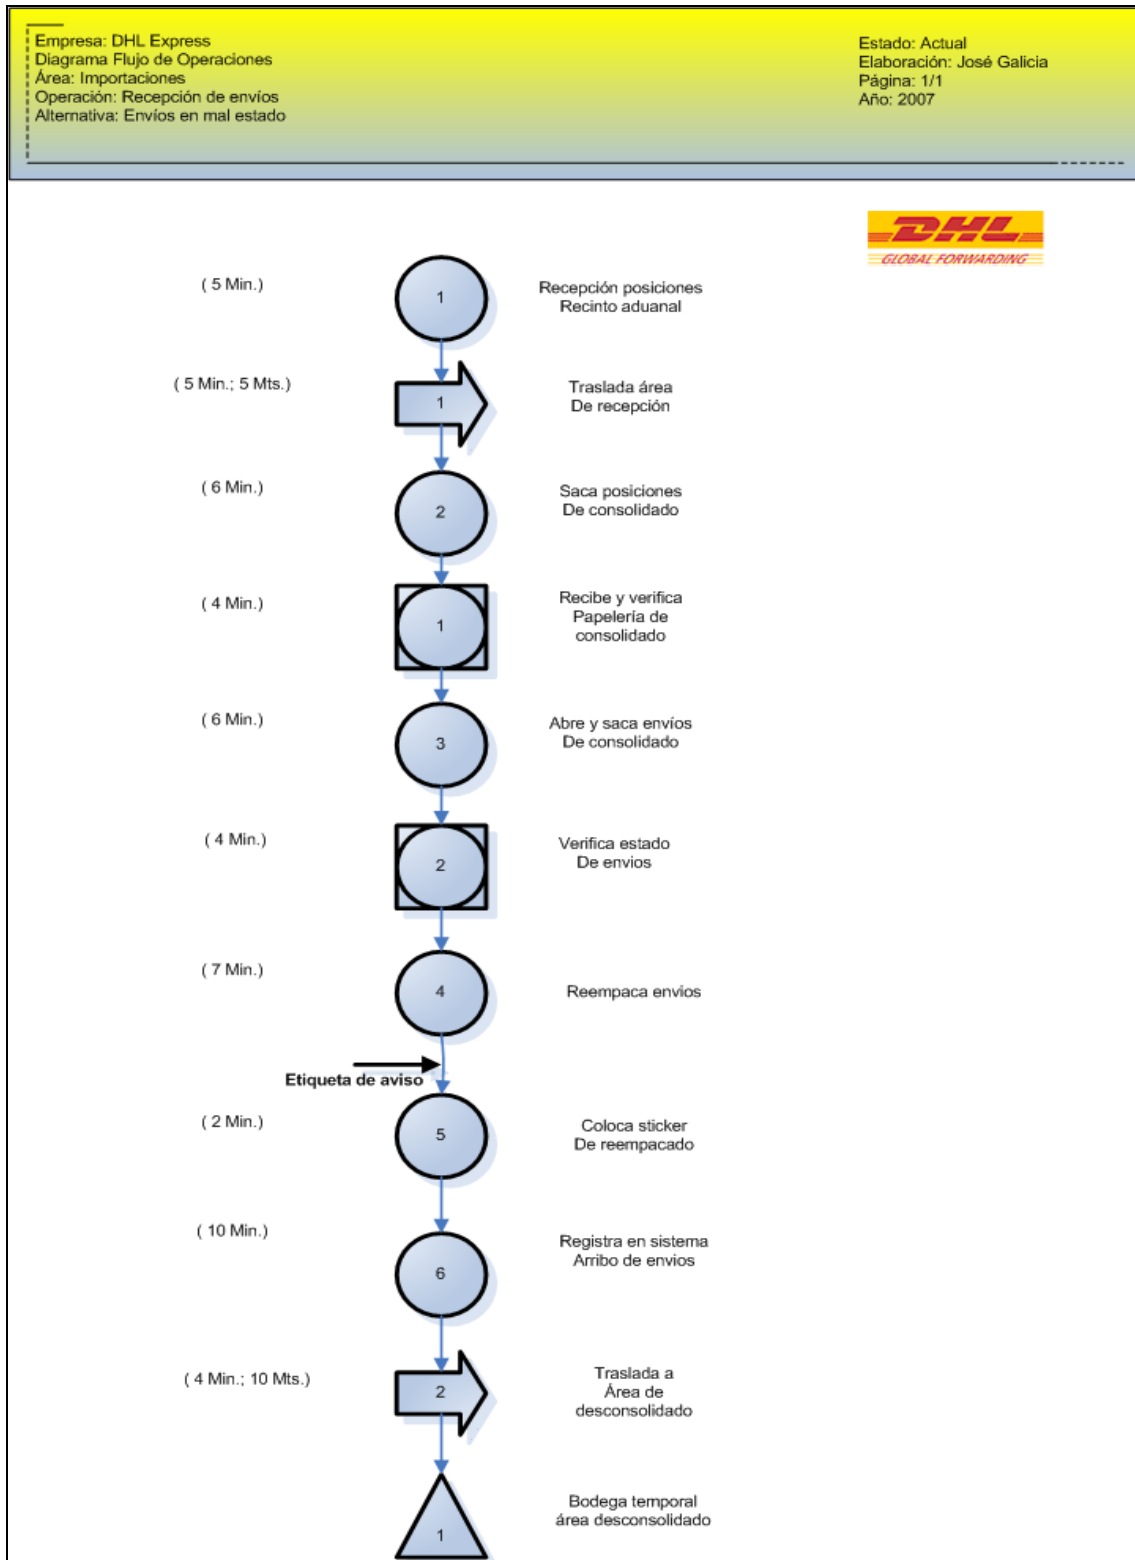 Empresa: DHL Express
Diagrama Flujo de Operaciones
Área: Importaciones
Operación: Recepción de envíos
Alternativa: Envíos en mal estado
Estado: Actual
Elaboración: José Galicia
Página: 1/1
Año: 2007
DHL
GLOBAL FORWARDING
( 5 Min.)
1
Recepción posiciones
Recinto aduanal
( 5 Min.; 5 Mts.)
1
Traslada área
De recepción
( 6 Min.)
2
Saca posiciones
De consolidado
( 4 Min.)
1
Recibe y verifica
Papelería de
consolidado
( 6 Min.)
3
Abre y saca envíos
De consolidado
( 4 Min.)
2
Verifica estado
De envios
( 7 Min.)
4
Reempaca envios
Etiqueta de aviso
( 2 Min.)
5
Coloca sticker
De reempacado
( 10 Min.)
6
Registra en sistema
Arribo de envios
( 4 Min.; 10 Mts.)
2
Traslada a
Área de
desconsolidado
1
Bodega temporal
área desconsolidado